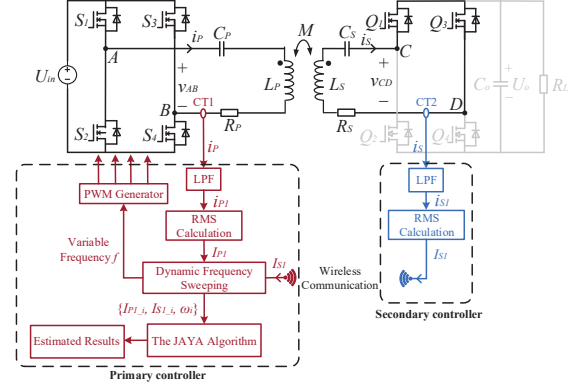 S1 S3 CP iP M CS iS Q1 Q3
A C
Uin + vAB − LP LS + vCD − Co + Uo − RL
B CT1 CT2 D
S2 S4 RP RS Q2 Q4
iP iS
LPF LPF
PWM Generator iP1 iS1
RMS Calculation RMS Calculation
Variable Frequency f IP1 IS1
Dynamic Frequency Sweeping IS1 Wireless Communication
{IP1_i, IS1_i, ωi} Secondary controller
Estimated Results The JAYA Algorithm
Primary controller